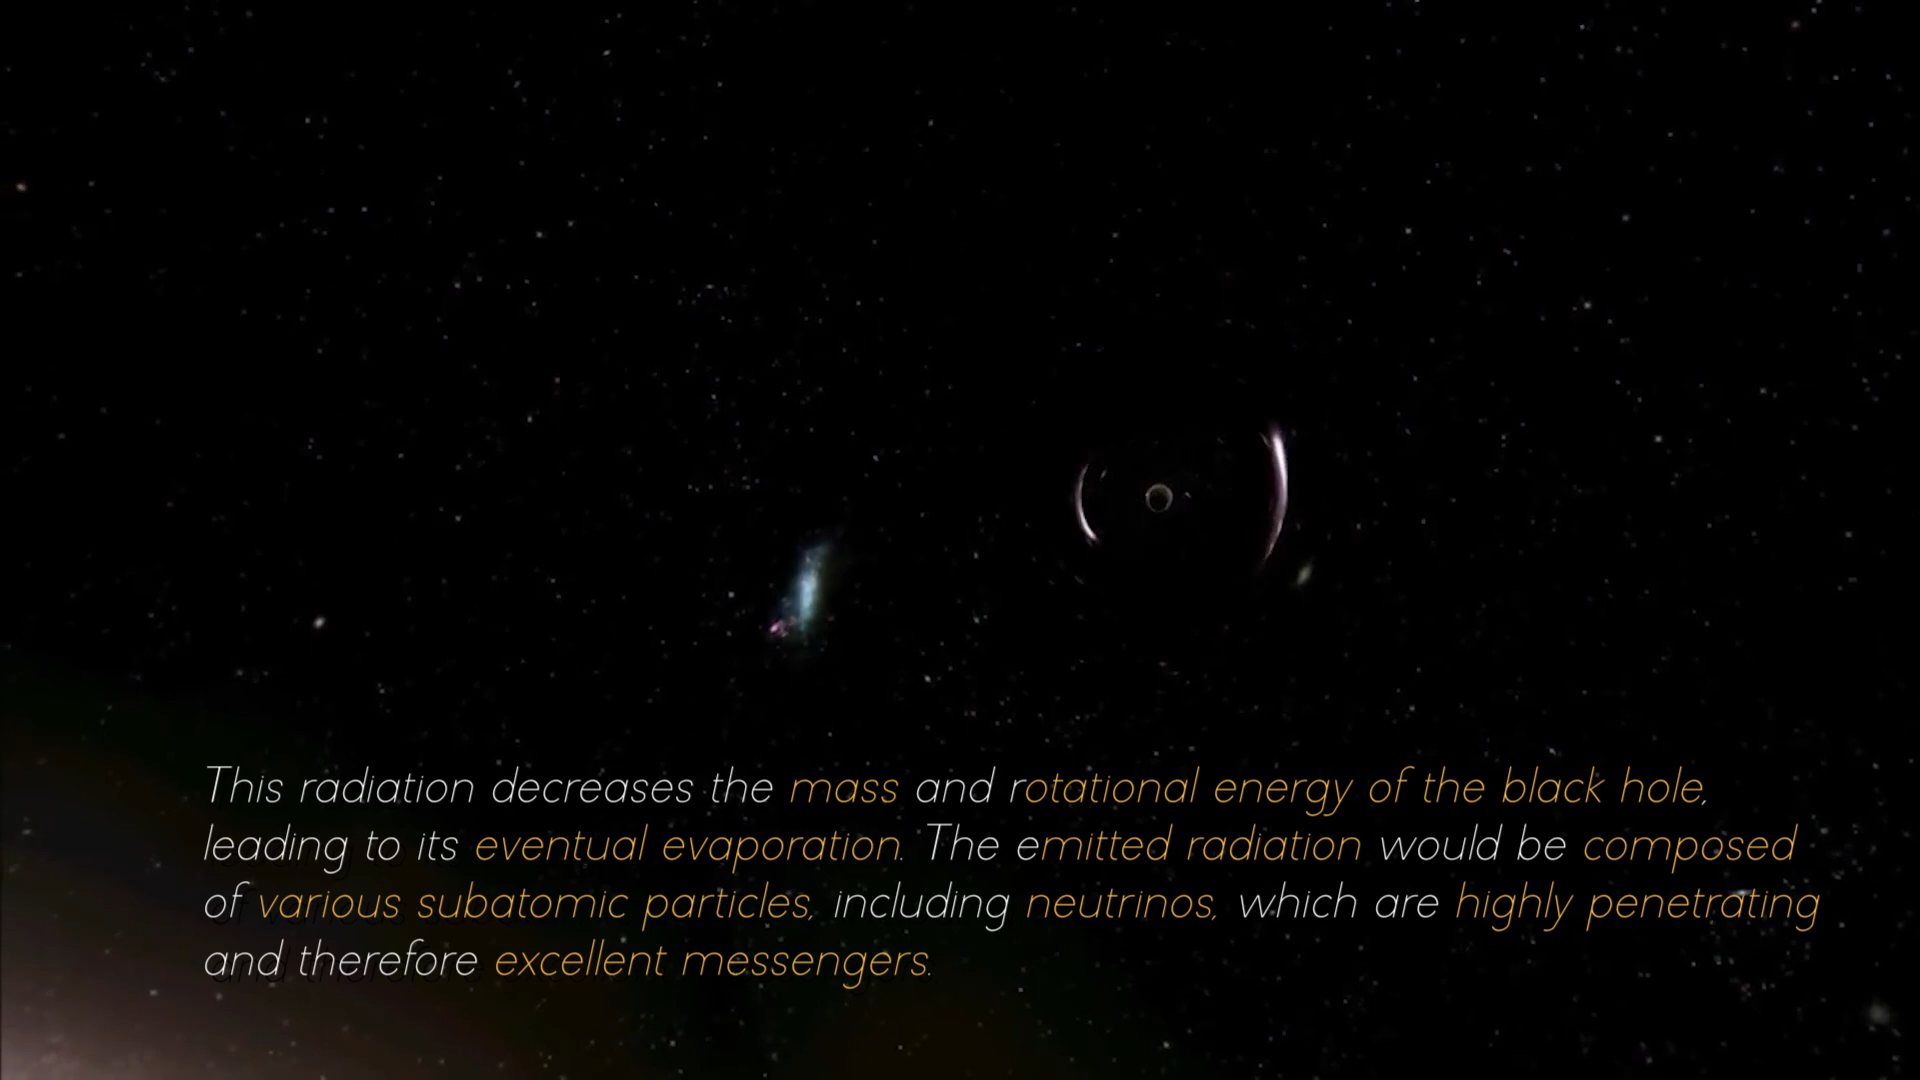 This radiation decreases the mass and rotational energy of the black hole,
leading to its eventual evaporation. The emitted radiation would be composed
of various subatomic particles, including neutrinos, which are highly penetrating
and therefore excellent messengers.